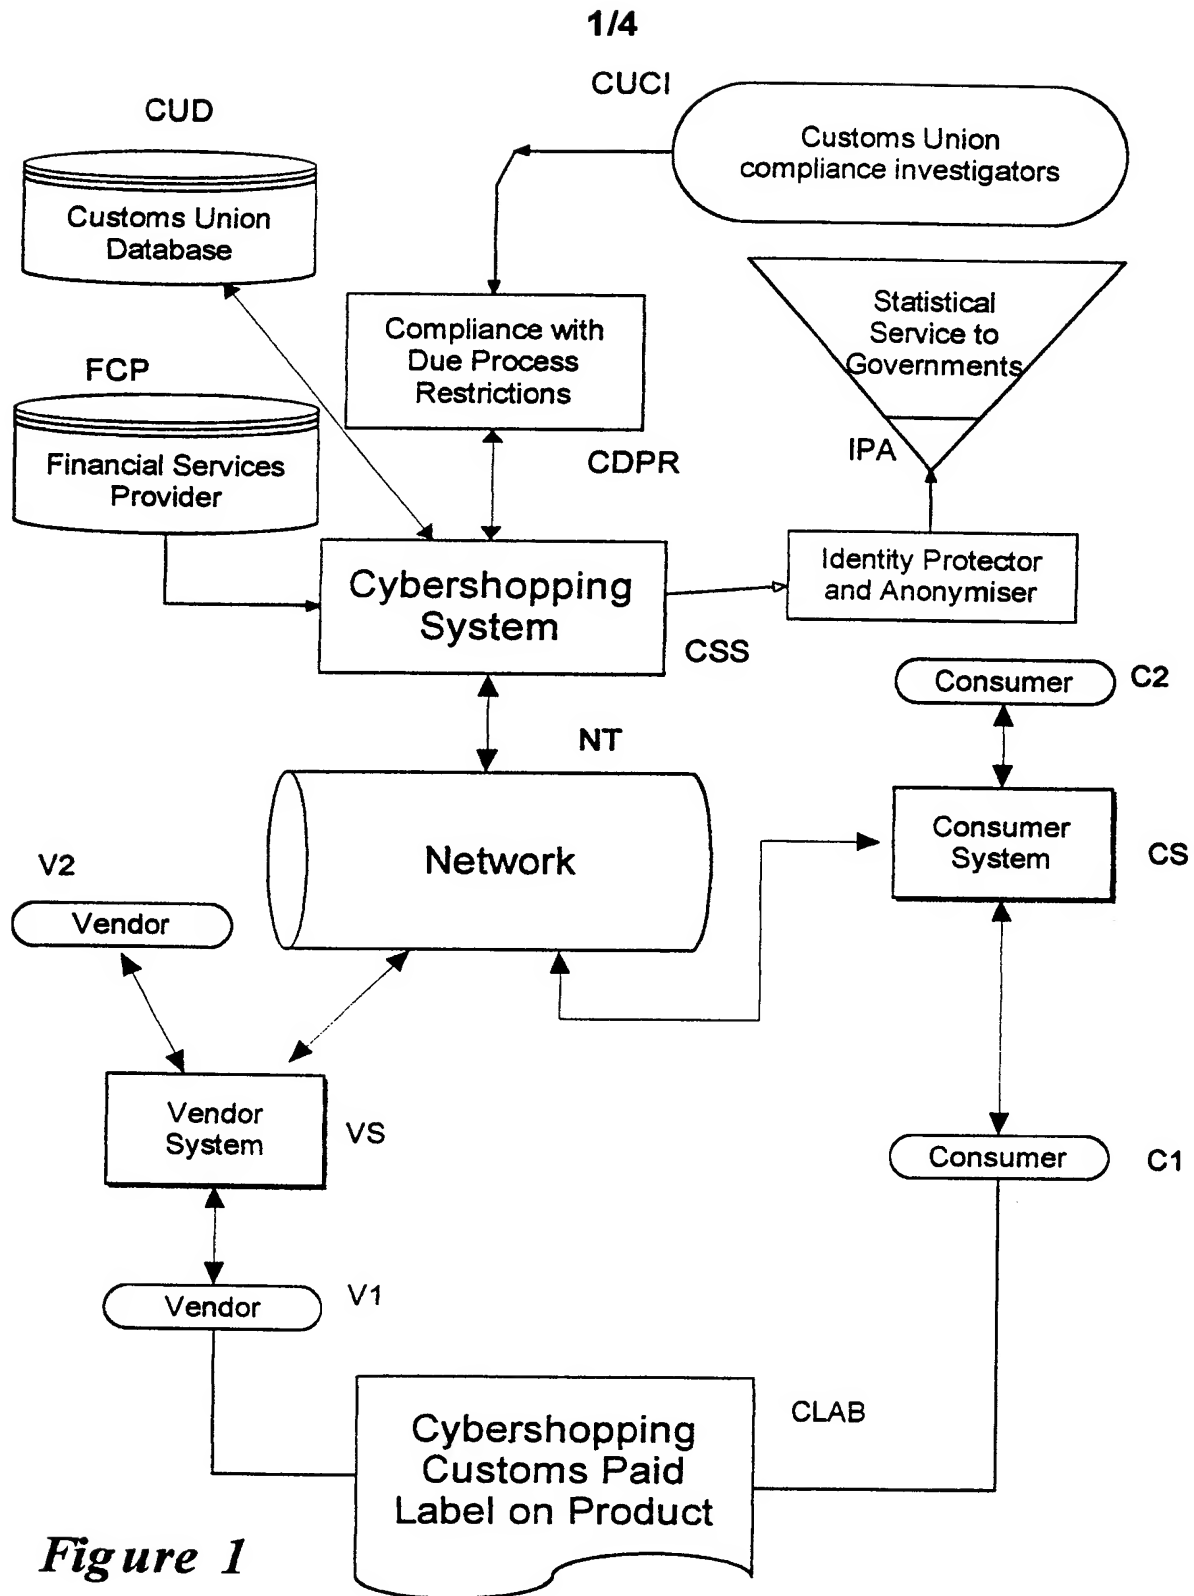 1/4
CUCI
CUD
Customs Union
compliance investigators
Customs Union
Database
Statistical
Service to
Governments
Compliance with
Due Process
Restrictions
FCP
IPA
CDPR
Financial Services
Provider
Identity Protector
and Anonymiser
Cybershopping
System
CSS
Consumer
C2
NT
Consumer
System
CS
Network
V2
Vendor
Vendor
System
VS
Consumer
C1
Vendor
V1
CLAB
Cybershopping
Customs Paid
Label on Product
Figure 1